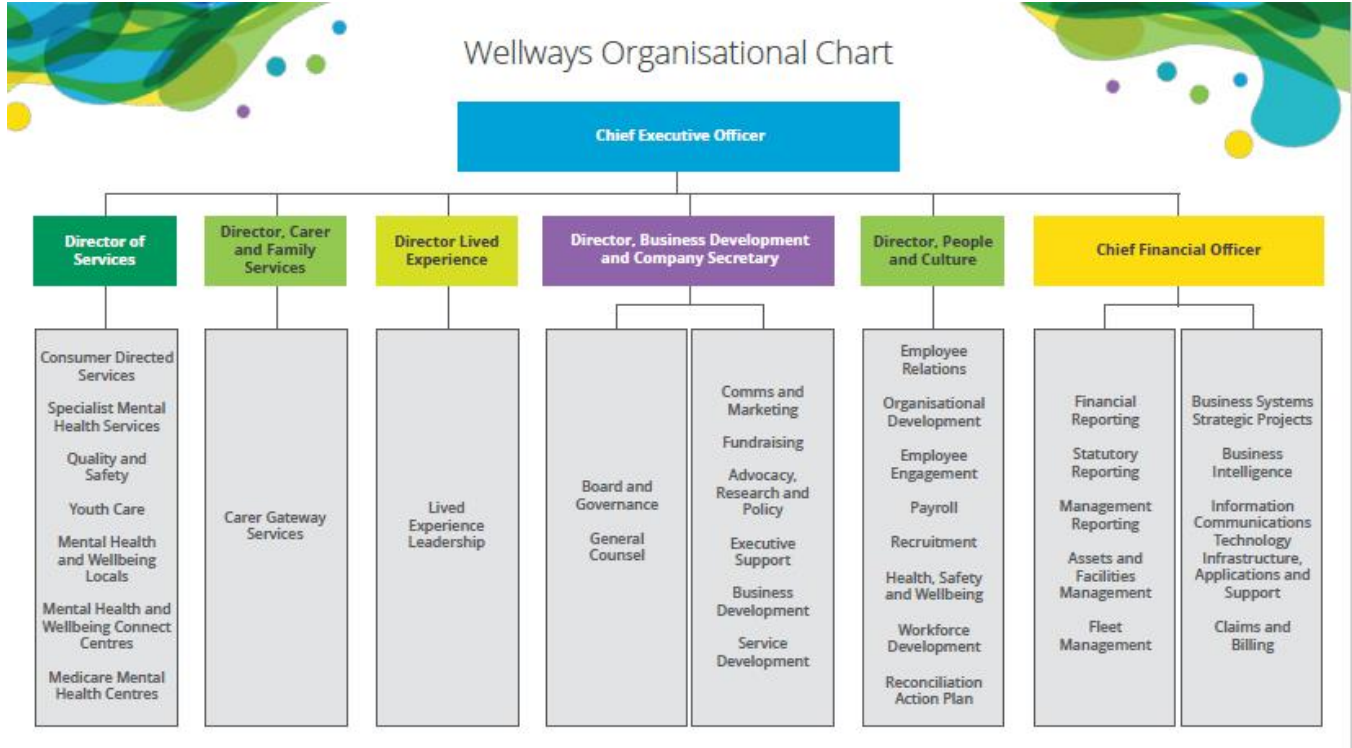 Wellways Organisational Chart
Chief Executive Officer
Director of
Services
Director, Carer
and Family
Services
Director Lived
Experience
Director, Business Development
and Company Secretary
Director, People
and Culture
Chief Financial Officer
Consumer Directed
Services
Specialist Mental
Health Services
Quality and
Safety
Youth Care
Mental Health
and Wellbeing
Locals
Mental Health and
Wellbeing Connect
Centres
Medicare Mental
Health Centres
Carer Gateway
Services
Lived
Experience
Leadership
Board and
Governance
General
Counsel
Comms and
Marketing
Fundraising
Advocacy,
Research and
Policy
Executive
Support
Business
Development
Service
Development
Employee
Relations
Organisational
Development
Employee
Engagement
Payroll
Recruitment
Health, Safety
and Wellbeing
Workforce
Development
Reconciliation
Action Plan
Financial
Reporting
Statutory
Reporting
Management
Reporting
Assets and
Facilities
Management
Fleet
Management
Business Systems
Strategic Projects
Business
Intelligence
Information
Communications
Technology
Infrastructure,
Applications and
Support
Claims and
Billing